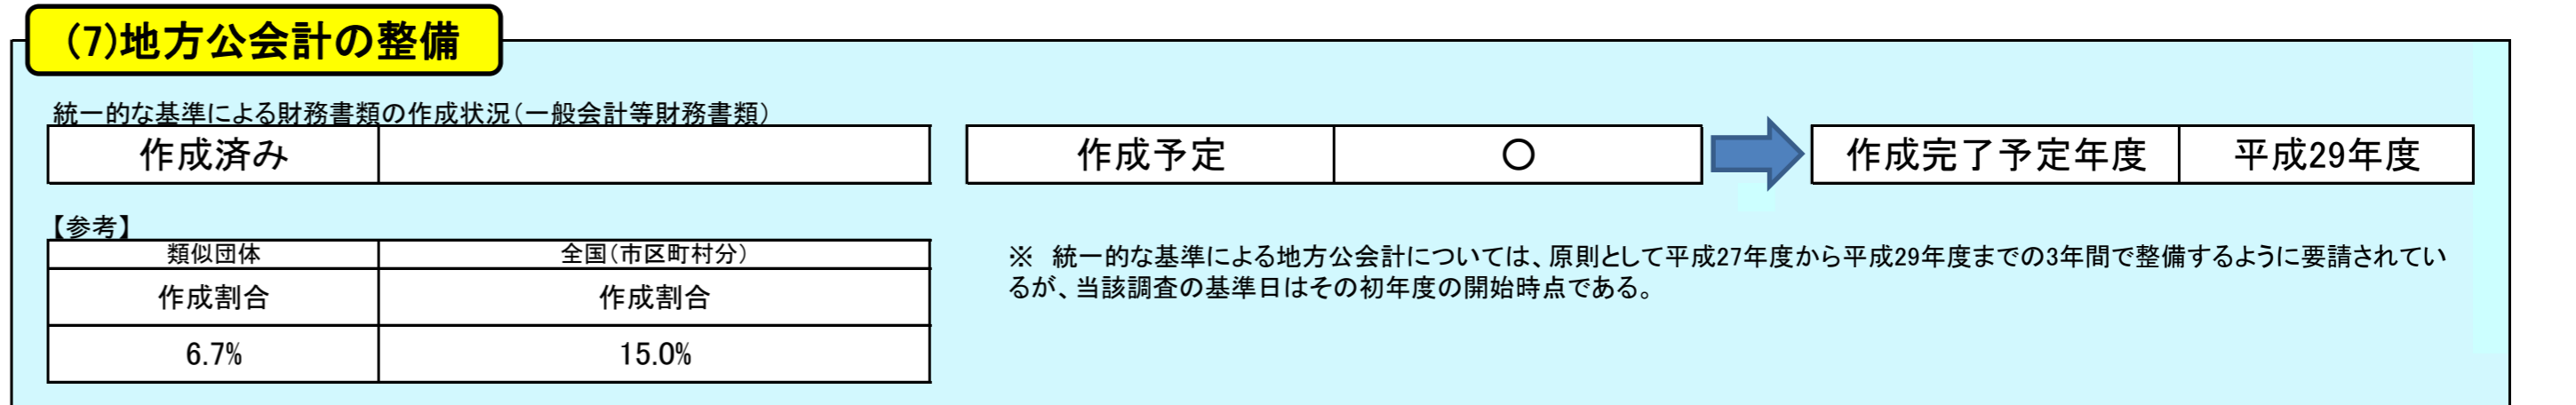 (7)地方公会計の整備
統一的な基準による財務書類の作成状況(一般会計等財務書類)
作成済み
作成予定 ○
作成完了予定年度 平成29年度
【参考】
類似団体 全国(市区町村分)
作成割合 作成割合
6.7% 15.0%
※ 統一的な基準による地方公会計については、原則として平成27年度から平成29年度までの3年間で整備するように要請されてい
るが、当該調査の基準日はその初年度の開始時点である。